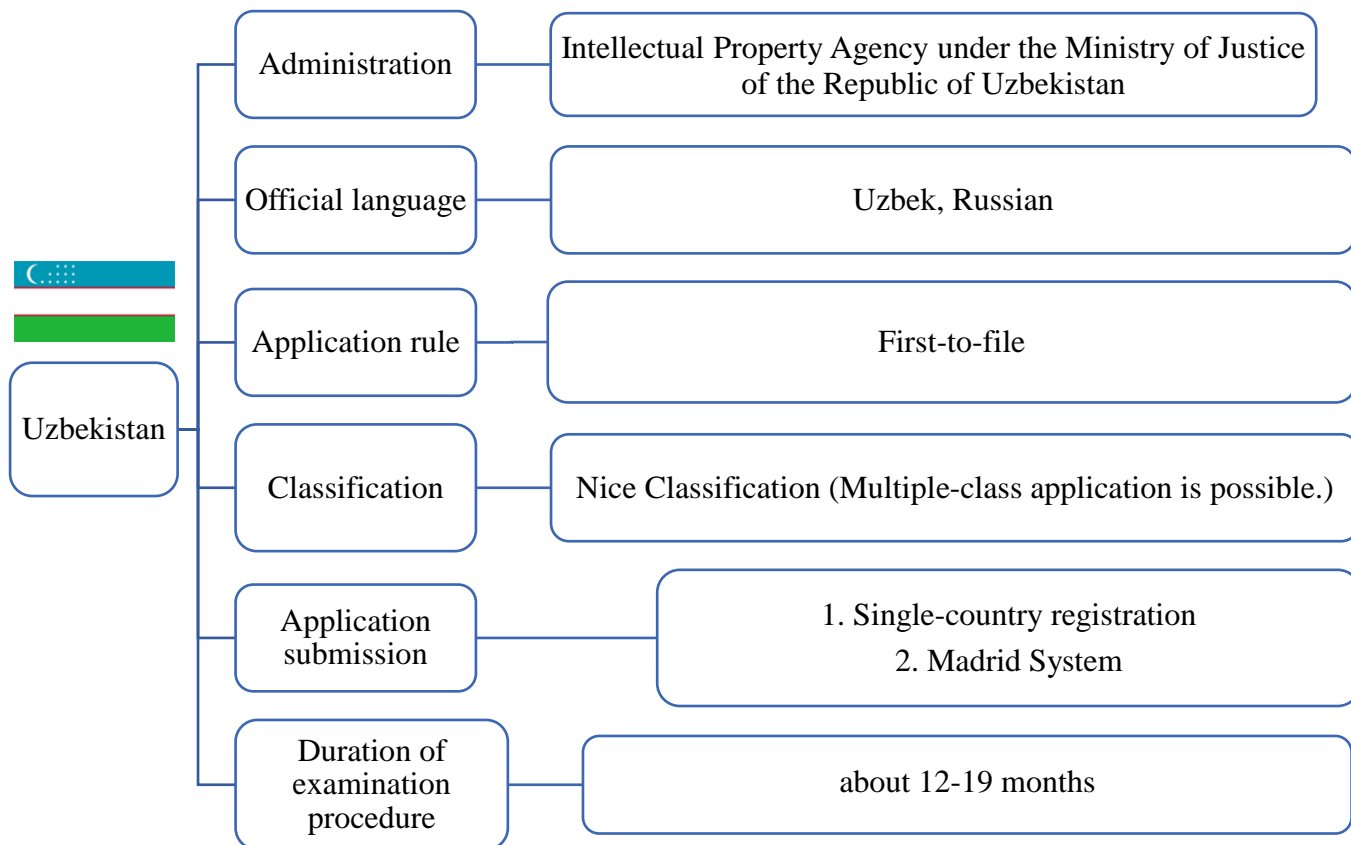 Uzbekistan
Administration
Intellectual Property Agency under the Ministry of Justice
of the Republic of Uzbekistan
Official language
Uzbek, Russian
Application rule
First-to-file
Classification
Nice Classification (Multiple-class application is possible.)
Application
submission
1. Single-country registration
2. Madrid System
Duration of
examination
procedure
about 12-19 months